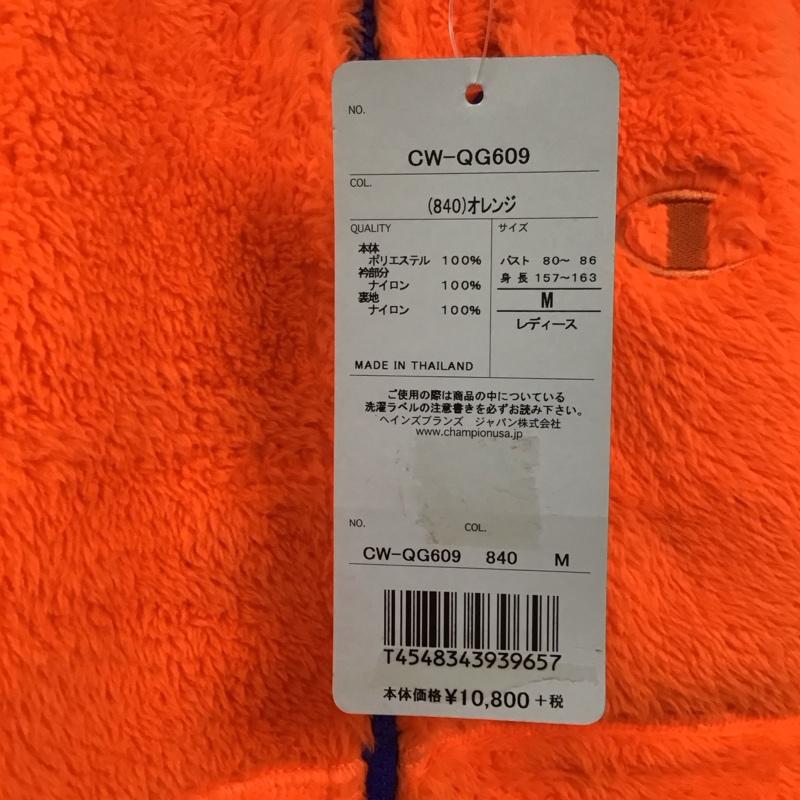 NO.
CW-QG609
COL.
(840)オレンジ
QUALITY
本体
ポリエステル 100%
衿部分
ナイロン 100%
裏地
ナイロン 100%
MADE IN THAILAND
サイズ
バスト 80～ 86
身長 157～163
M
レディース
ご使用の際は商品の中についている
洗濯ラベルの注意書きを必ずお読み下さい。
ヘインズブランズ ジャパン株式会社
www.championusa.jp
NO. COL.
CW-QG609 840 M
T4548343939657
本体価格¥10,800+税